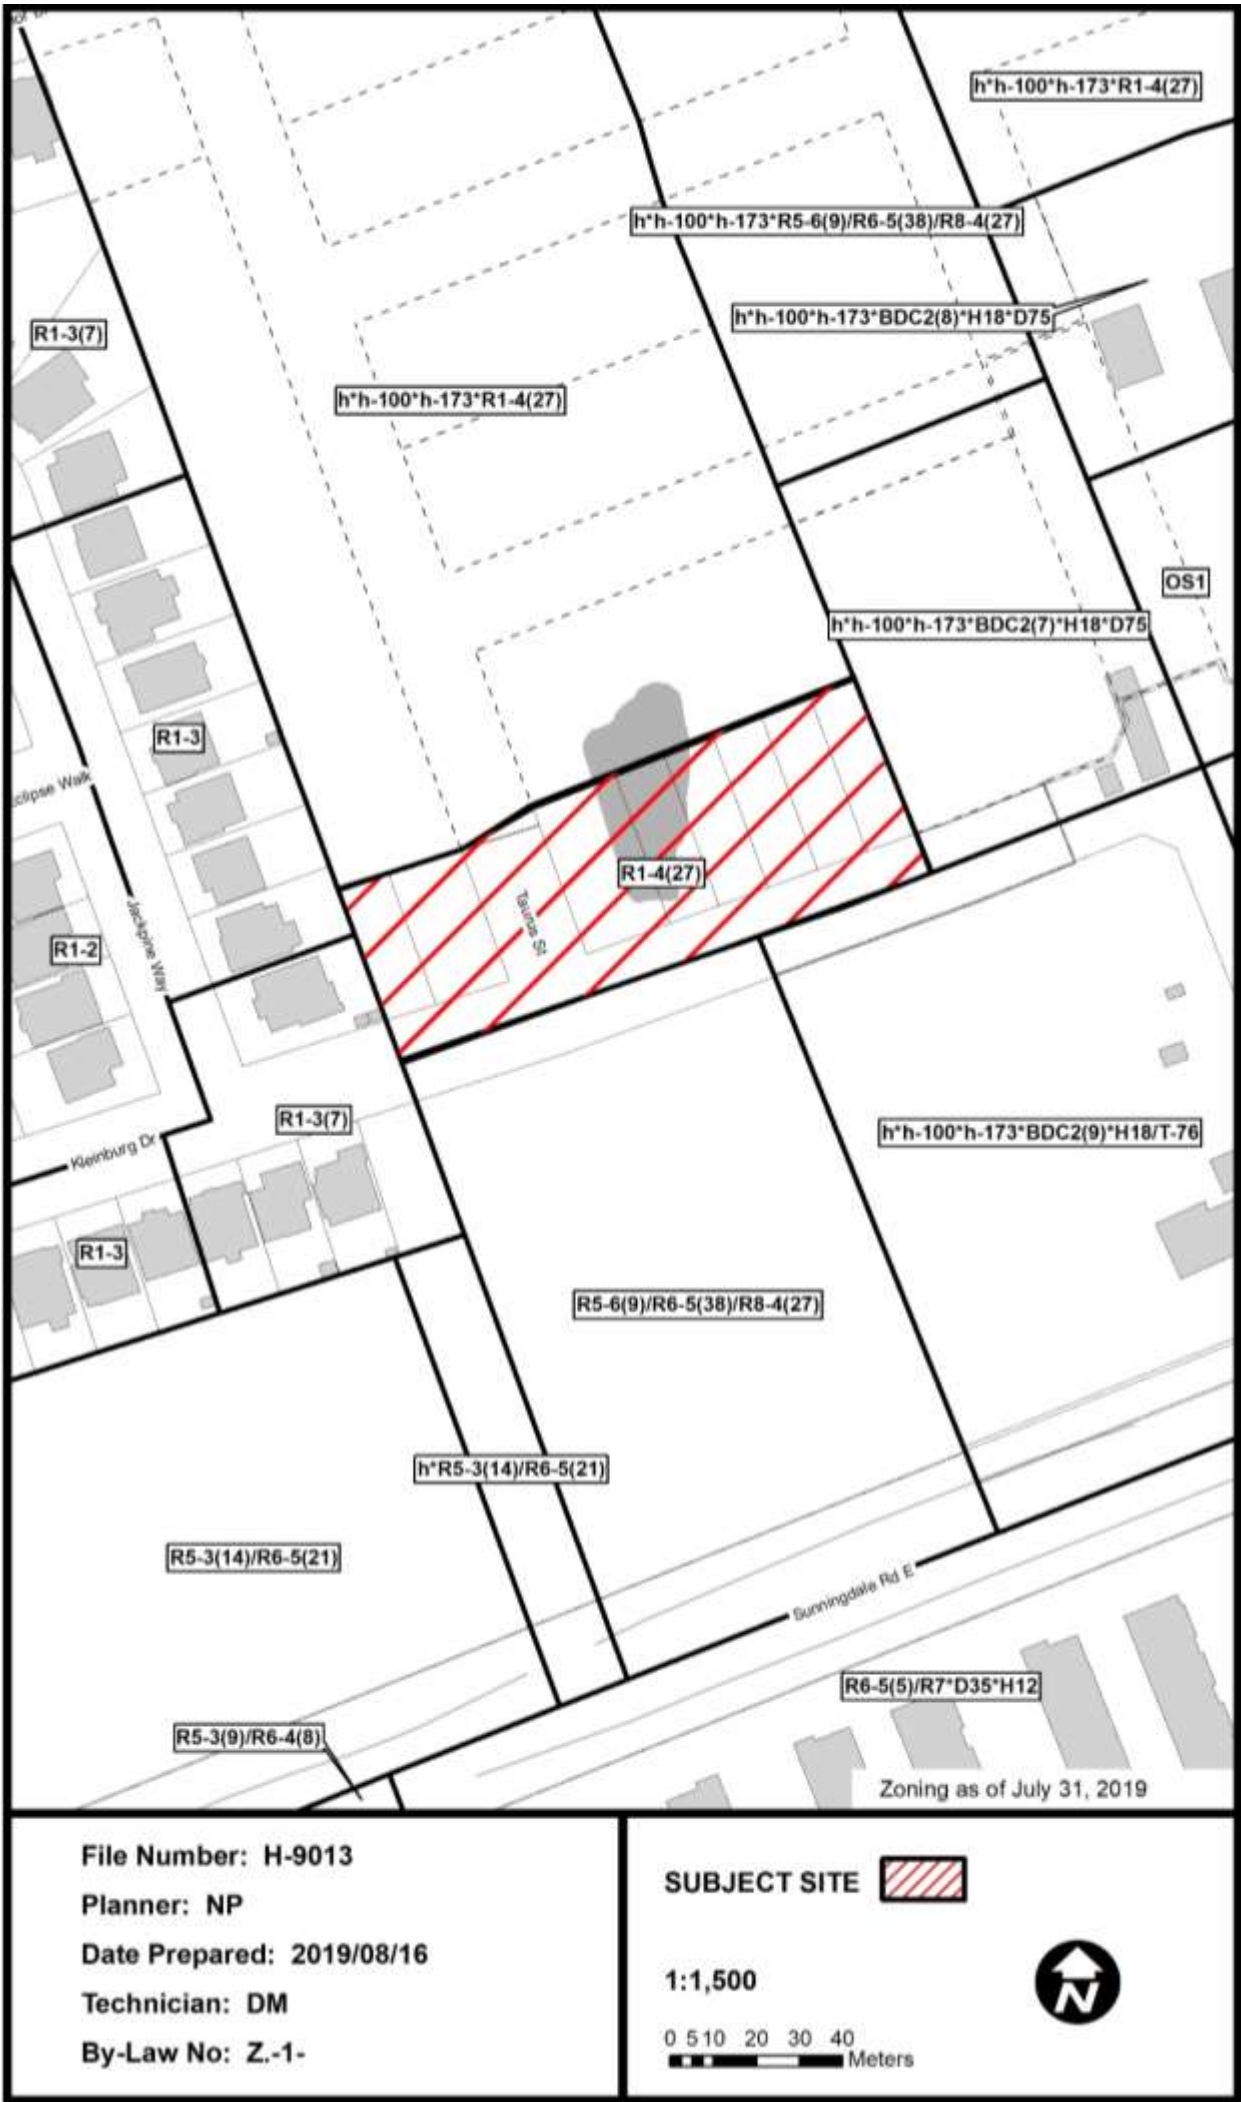 h*h-100*h-173*R1-4(27)
h*h-100*h-173*R5-6(9)/R6-5(38)/R8-4(27)
h*h-100*h-173*BDC2(8)*H18*D75
R1-3(7)
h*h-100*h-173*R1-4(27)
OS1
h*h-100*h-173*BDC2(7)*H18*D75
R1-3
clipse Walk
R1-4(27)
Taurus St
Jackpine Way
R1-2
R1-3(7)
h*h-100*h-173*BDC2(9)*H18/T-76
Kleinburg Dr
R1-3
R5-6(9)/R6-5(38)/R8-4(27)
h*R5-3(14)/R6-5(21)
R5-3(14)/R6-5(21)
Sunningdale Rd E
R6-5(5)/R7*D35*H12
R5-3(9)/R6-4(8)
Zoning as of July 31, 2019
File Number: H-9013
Planner: NP
Date Prepared: 2019/08/16
Technician: DM
By-Law No: Z.-1-
SUBJECT SITE
1:1,500
N
0 5 10 20 30 40
Meters